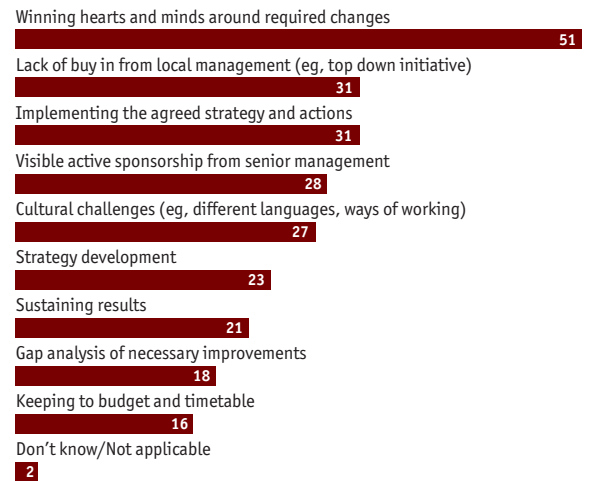 Winning hearts and minds around required changes
51
Lack of buy in from local management (eg, top down initiative)
31
Implementing the agreed strategy and actions
31
Visible active sponsorship from senior management
28
Cultural challenges (eg, different languages, ways of working)
27
Strategy development
23
Sustaining results
21
Gap analysis of necessary improvements
18
Keeping to budget and timetable
16
Don’t know/Not applicable
2